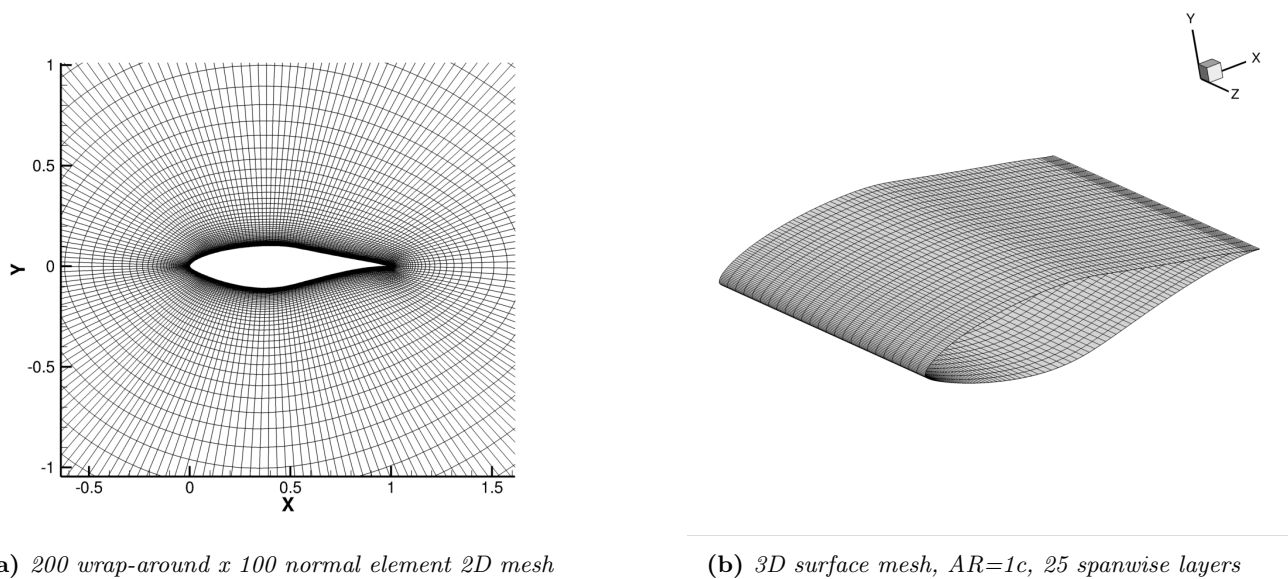 1
0.5
0
-0.5
-1
Y
-0.5
0
0.5
1
1.5
X
Y
X
Z
a) 200 wrap-around x 100 normal element 2D mesh
(b) 3D surface mesh, AR=1c, 25 spanwise layers